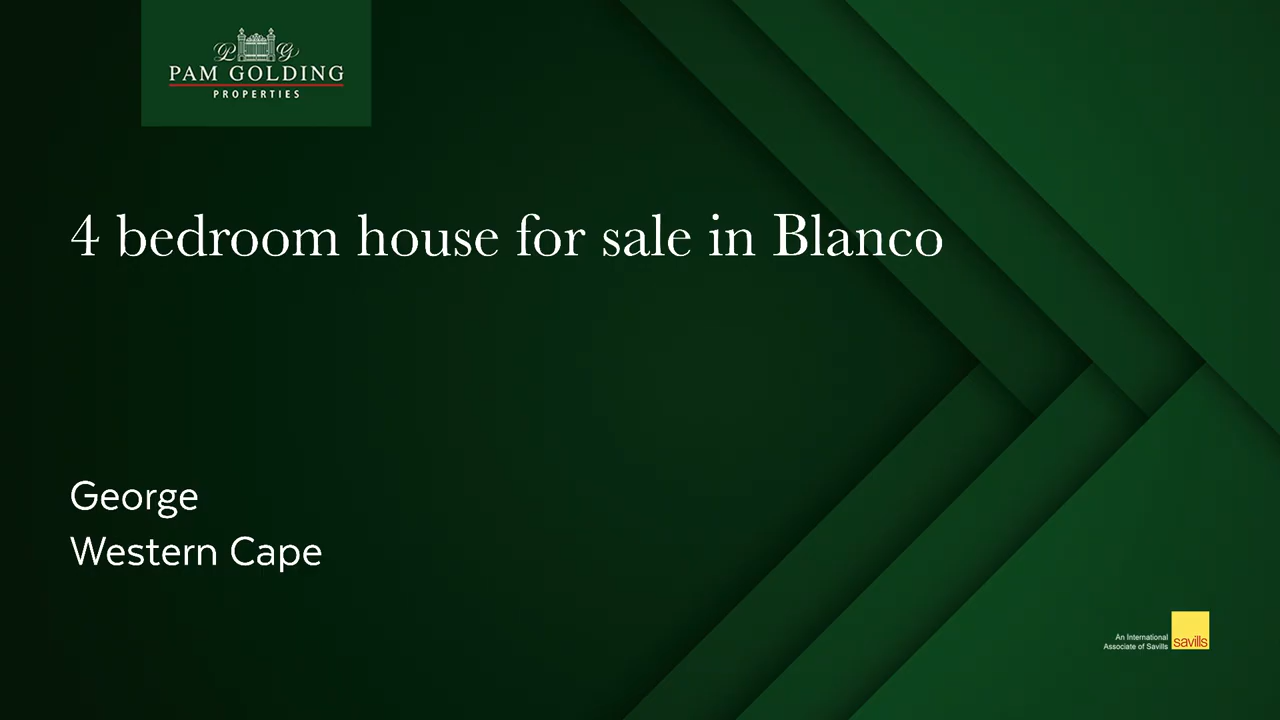 P G
PAM GOLDING
PROPERTIES
4 bedroom house for sale in Blanco
George
Western Cape
An International
Associate of Savills
savills